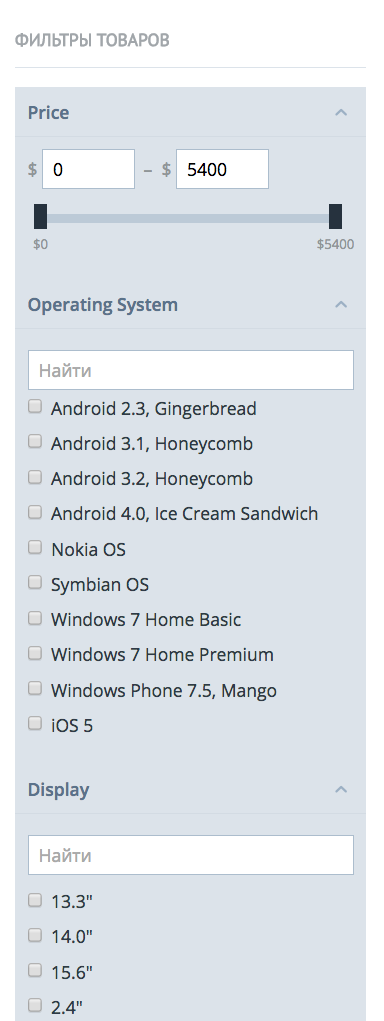 ФИЛЬТРЫ ТОВАРОВ
Price
$ 0 – $ 5400
$0 $5400
Operating System
Найти
Android 2.3, Gingerbread
Android 3.1, Honeycomb
Android 3.2, Honeycomb
Android 4.0, Ice Cream Sandwich
Nokia OS
Symbian OS
Windows 7 Home Basic
Windows 7 Home Premium
Windows Phone 7.5, Mango
iOS 5
Display
Найти
13.3"
14.0"
15.6"
2.4"